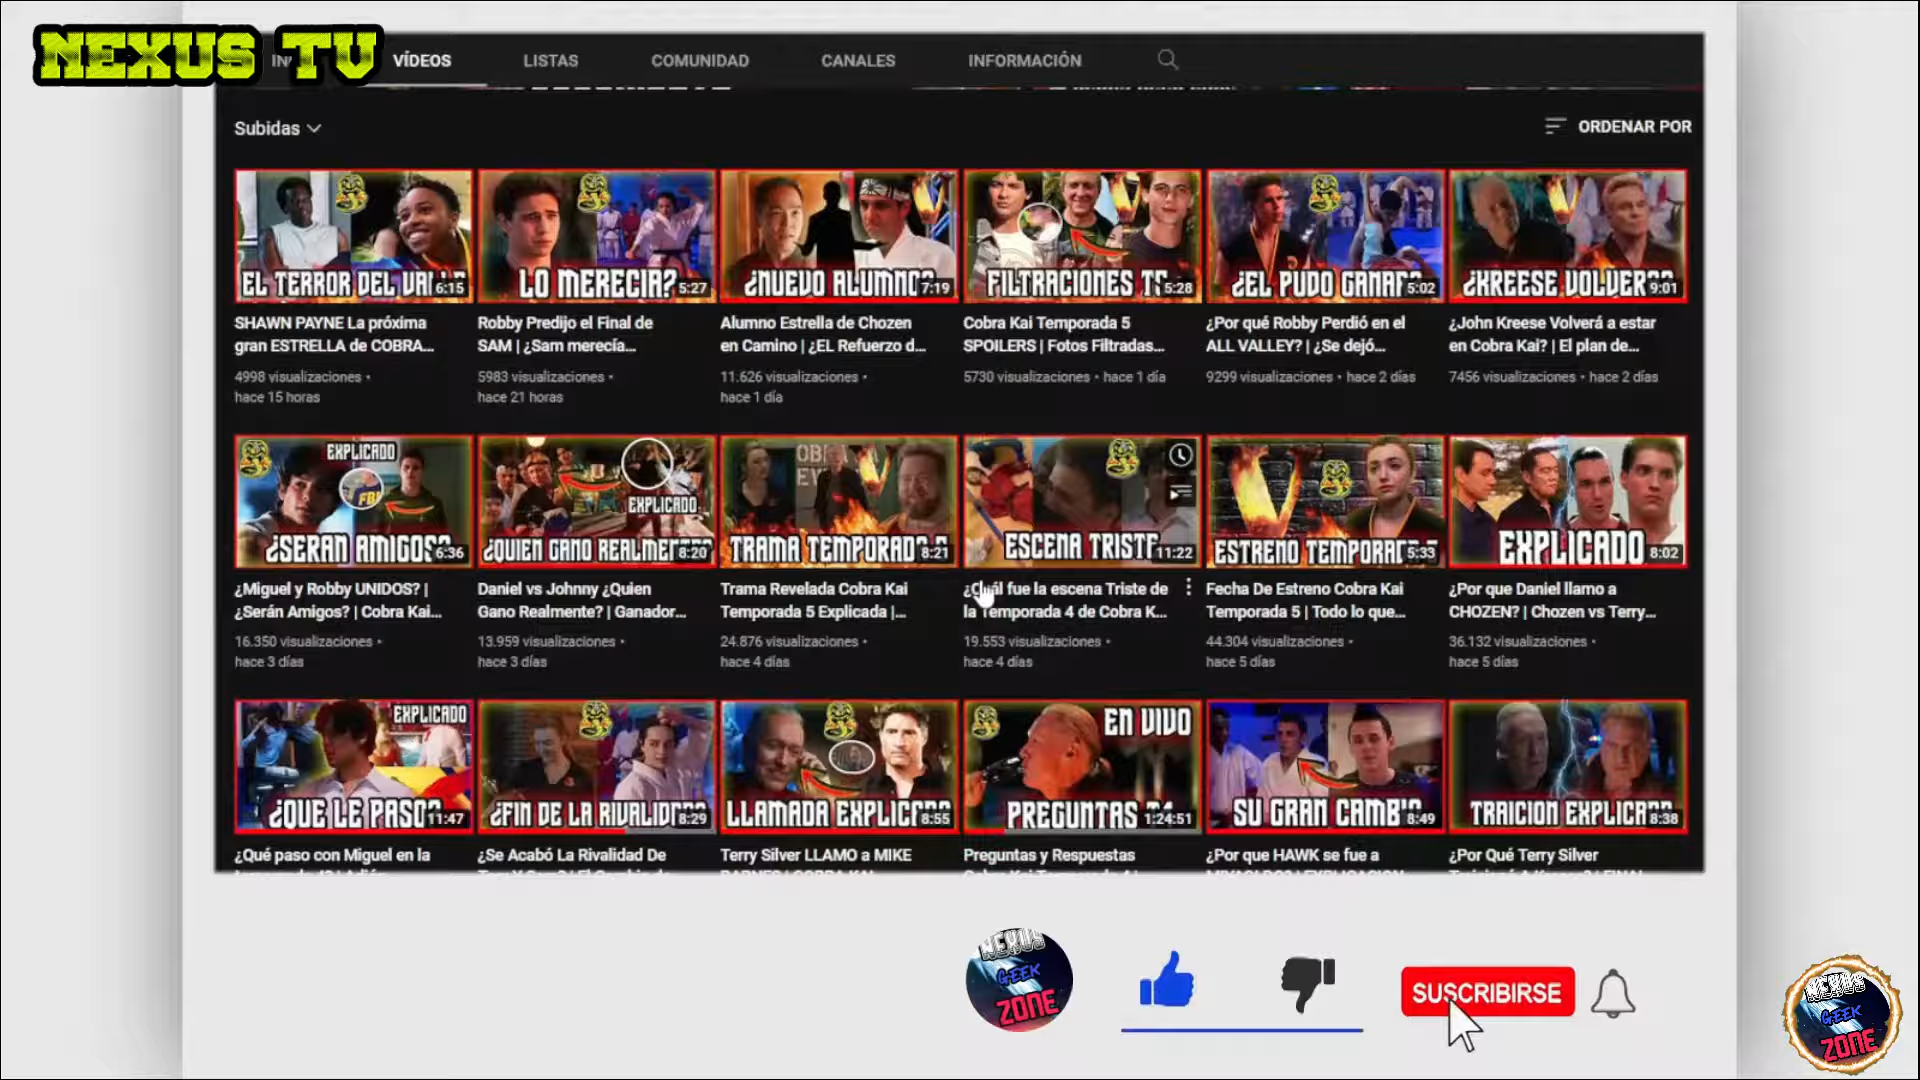 NEXUS TV
VÍDEOS
LISTAS
COMUNIDAD
CANALES
INFORMACIÓN
Subidas
ORDENAR POR
EL TERROR DEL
6:15
LO MERECIA?
5:27
¿NUEVO ALUMNO?
7:19
FILTRACIONES
5:28
¿EL PUDO
5:02
¿KREESE VOLVERA?
9:01
SHAWN PAYNE La próxima
gran ESTRELLA de COBRA...
4998 visualizaciones •
hace 15 horas
Robby Predijo el Final de
SAM | ¿Sam merecía...
5983 visualizaciones •
hace 21 horas
Alumno Estrella de Chozen
en Camino | ¿EL Refuerzo d...
11.626 visualizaciones •
hace 1 día
Cobra Kai Temporada 5
SPOILERS | Fotos Filtradas...
5730 visualizaciones • hace 1 día
¿Por qué Robby Perdió en el
ALL VALLEY? | ¿Se dejó...
9299 visualizaciones • hace 2 días
¿John Kreese Volverá a estar
en Cobra Kai? | El plan de...
7456 visualizaciones • hace 2 días
EXPLICADO
FBI
¿SERAN AMIGOS?
6:36
EXPLICADO
¿QUIEN GANO
8:20
TRAMA
8:21
ESCENA TRISTE
11:22
ESTRENO
5:33
EXPLICADO
8:02
¿Miguel y Robby UNIDOS? |
¿Serán Amigos? | Cobra Kai...
16.350 visualizaciones •
hace 3 días
Daniel vs Johnny ¿Quien
Gano Realmente? | Ganador...
13.959 visualizaciones •
hace 3 días
Trama Revelada Cobra Kai
Temporada 5 Explicada |...
24.876 visualizaciones •
hace 4 días
¿Cuál fue la escena Triste de
la Temporada 4 de Cobra K...
19.553 visualizaciones •
hace 4 días
Fecha De Estreno Cobra Kai
Temporada 5 | Todo lo que...
44.304 visualizaciones •
hace 5 días
¿Por que Daniel llamo a
CHOZEN? | Chozen vs Terry...
36.132 visualizaciones •
hace 5 días
EXPLICADO
¿QUE LE PASO?
11:47
¿FIN DE LA
8:29
LLAMADA
8:55
EN VIVO
PREGUNTAS
1:24:51
SU GRAN
8:49
TRAICION
8:38
¿Qué paso con Miguel en la
¿Se Acabó La Rivalidad De
Terry Silver LLAMO a MIKE
Preguntas y Respuestas
¿Por que HAWK se fue a
¿Por Qué Terry Silver
NEXUS
GEEK
ZONE
SUSCRIBIRSE
NEXUS
GEEK
ZONE